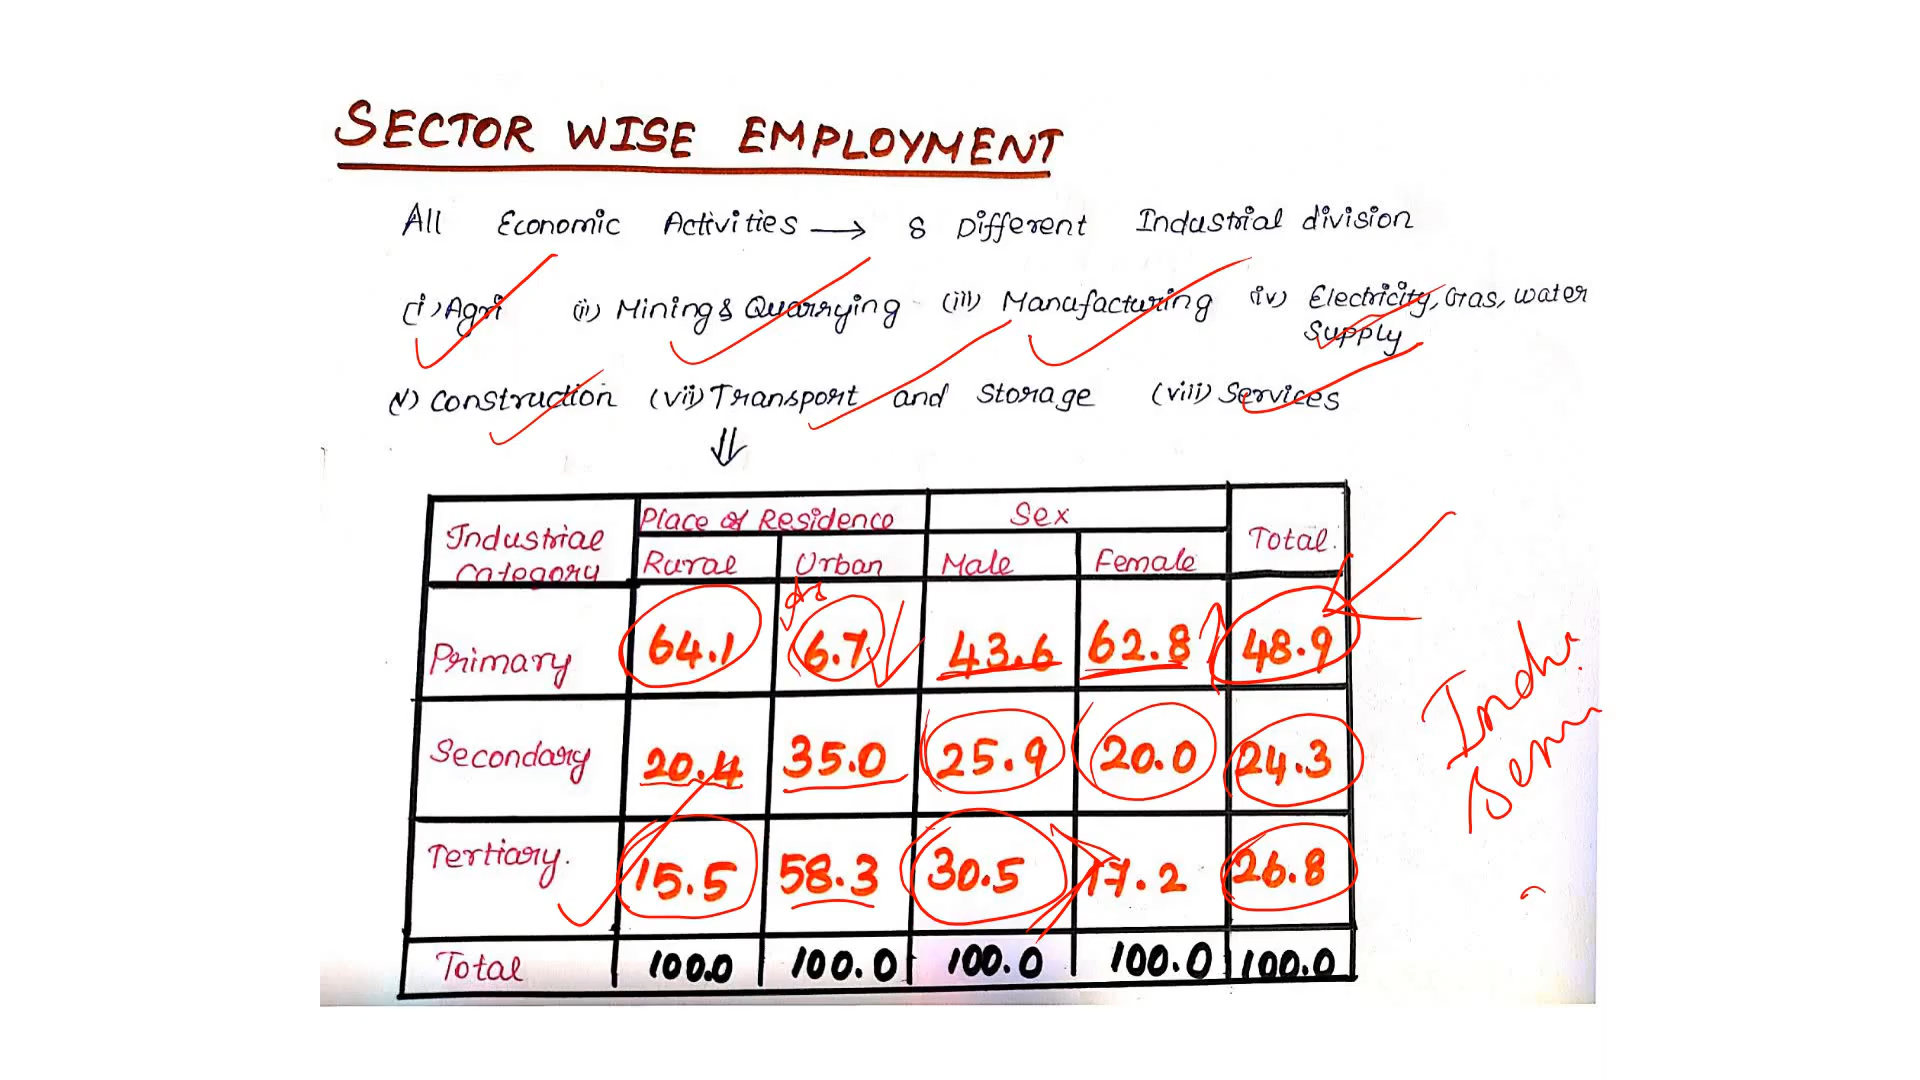 SECTOR WISE EMPLOYMENT
All Economic Activities → 8 Different Industrial division
(i) Agri (ii) Mining & Quarrying (iii) Manufacturing (iv) Electricity, Gas, water
Supply
(v) Construction (vii) Transport and Storage (viii) Services
⇓
Industrial Category Place of Residence Sex Total.
Rural Urban Male Female
Primary 64.1 6.7 43.6 62.8 48.9
Secondary 20.4 35.0 25.9 20.0 24.3
Tertiary. 15.5 58.3 30.5 17.2 26.8
Total 100.0 100.0 100.0 100.0 100.0